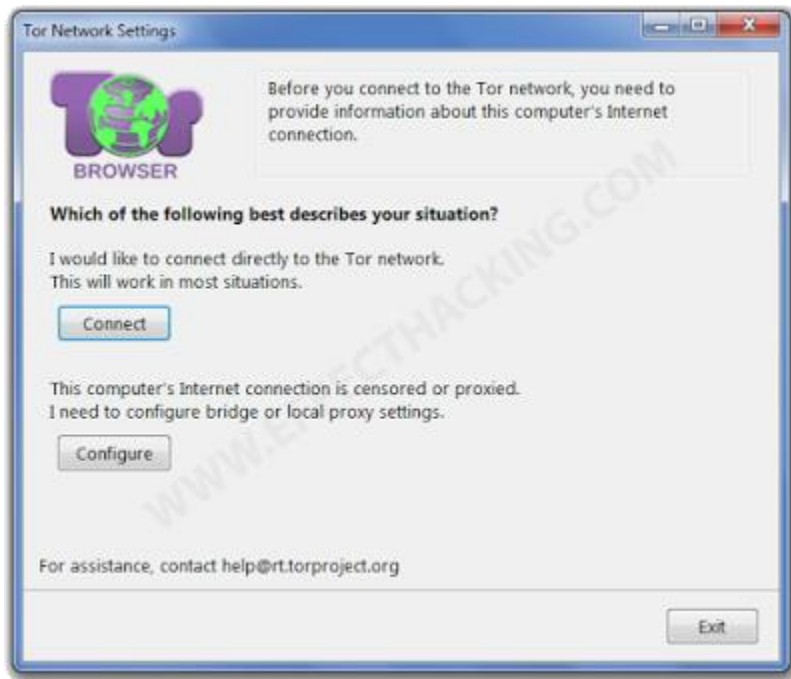 Tor Network Settings
Tor
BROWSER
Before you connect to the Tor network, you need to
provide information about this computer's Internet
connection.
Which of the following best describes your situation?
I would like to connect directly to the Tor network.
This will work in most situations.
Connect
This computer's Internet connection is censored or proxied.
I need to configure bridge or local proxy settings.
Configure
For assistance, contact help@rt.torproject.org
Exit